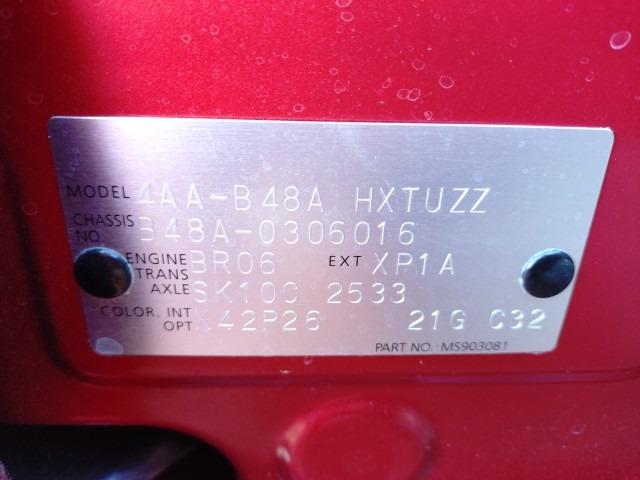 MODEL 4AA-B48A HXTUZZ
CHASSIS NO. B48A-0306016
ENGINE BR06 EXT XP1A
TRANS AXLE SK10C 2533
COLOR. INT OPT 42P26 21G C32
PART NO.: MS903081